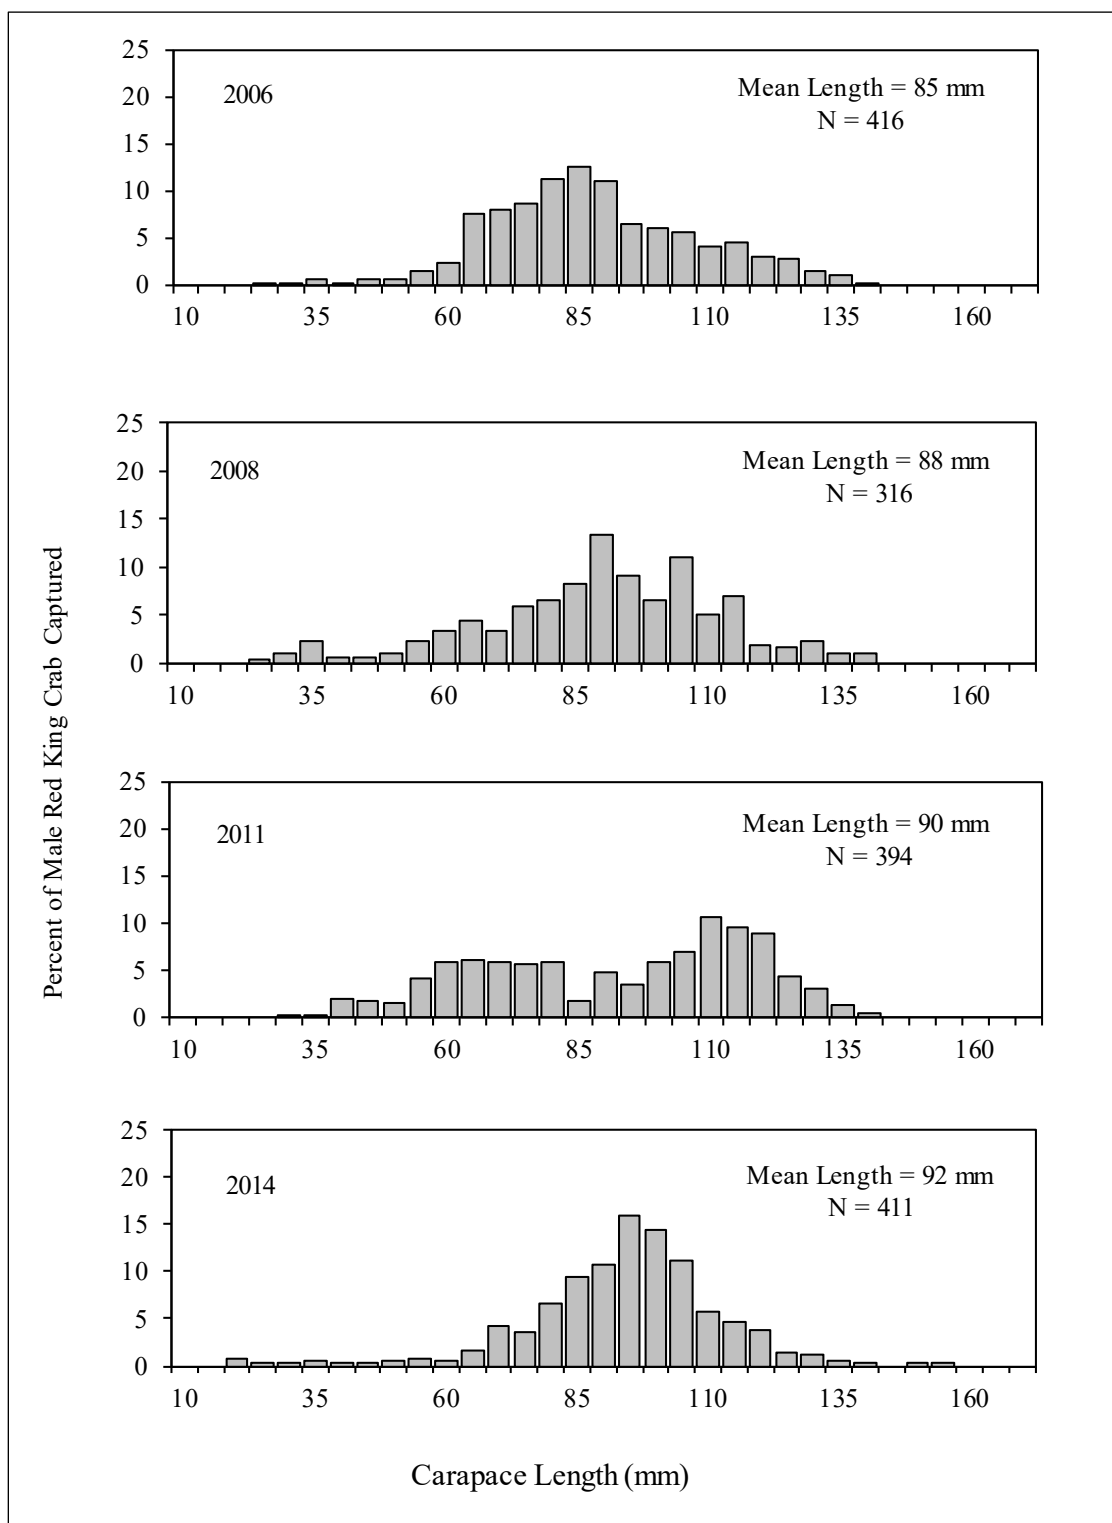 25
20
15
10
5
0
2006
Mean Length = 85 mm
N = 416
10 35 60 85 110 135 160
25
20
15
10
5
0
2008
Mean Length = 88 mm
N = 316
10 35 60 85 110 135 160
Percent of Male Red King Crab Captured
25
20
15
10
5
0
2011
Mean Length = 90 mm
N = 394
10 35 60 85 110 135 160
25
20
15
10
5
0
2014
Mean Length = 92 mm
N = 411
10 35 60 85 110 135 160
Carapace Length (mm)